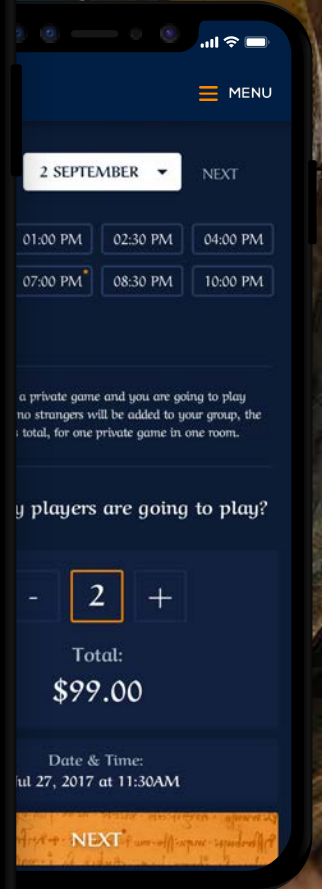 MENU
2 SEPTEMBER NEXT
01:00 PM 02:30 PM 04:00 PM
07:00 PM* 08:30 PM 10:00 PM
a private game and you are going to play
no strangers will be added to your group, the
total, for one private game in one room.
players are going to play?
- 2 +
Total:
$99.00
Date & Time:
27, 2017 at 11:30AM
NEXT